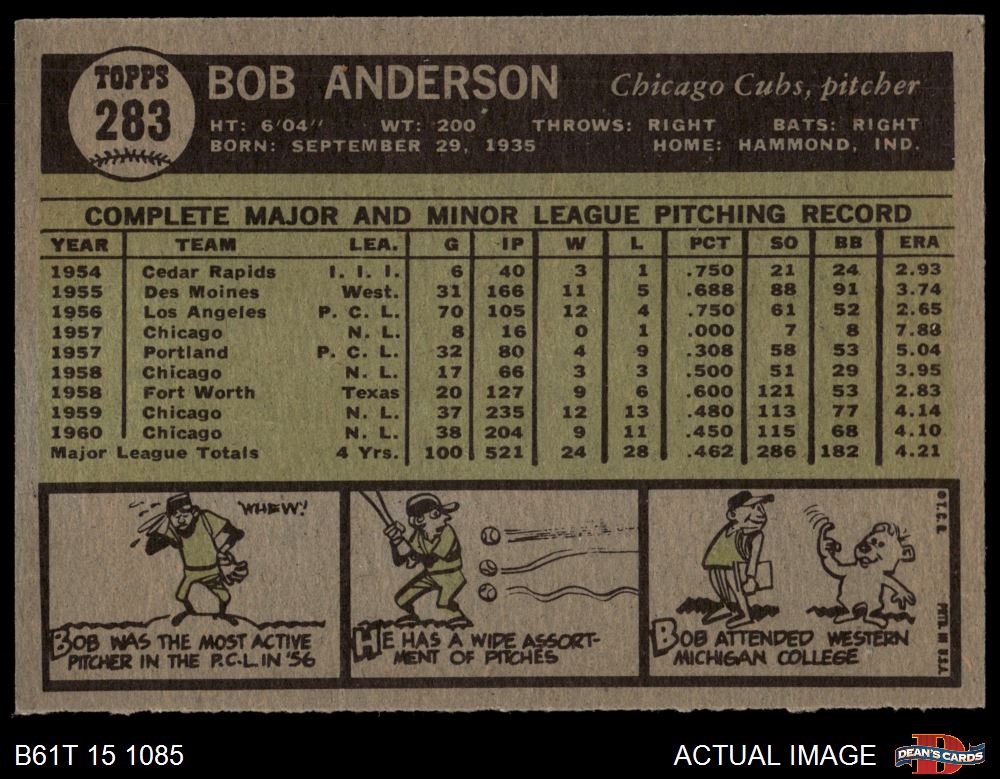 TOPPS
283
BOB ANDERSON Chicago Cubs, pitcher
HT: 6'04" WT: 200 THROWS: RIGHT BATS: RIGHT
BORN: SEPTEMBER 29, 1935 HOME: HAMMOND, IND.
COMPLETE MAJOR AND MINOR LEAGUE PITCHING RECORD
YEAR TEAM LEA. G IP W L PCT SO BB ERA
1954 Cedar Rapids I. I. I. 6 40 3 1 .750 21 24 2.93
1955 Des Moines West. 31 166 11 5 .688 88 91 3.74
1956 Los Angeles P. C. L. 70 105 12 4 .750 61 52 2.65
1957 Chicago N. L. 8 16 0 1 .000 7 8 7.88
1957 Portland P. C. L. 32 80 4 9 .308 58 53 5.04
1958 Chicago N. L. 17 66 3 3 .500 51 29 3.95
1958 Fort Worth Texas 20 127 9 6 .600 121 53 2.83
1959 Chicago N. L. 37 235 12 13 .480 113 77 4.14
1960 Chicago N. L. 38 204 9 11 .450 115 68 4.10
Major League Totals 4 Yrs. 100 521 24 28 .462 286 182 4.21
WHEW!
BOB WAS THE MOST ACTIVE
PITCHER IN THE P.C.L. IN '56
HE HAS A WIDE ASSORT-
MENT OF PITCHES
BOB ATTENDED WESTERN
MICHIGAN COLLEGE
© T.C.G. PTD. IN U.S.A.
B61T 15 1085 ACTUAL IMAGE DEAN'S CARDS